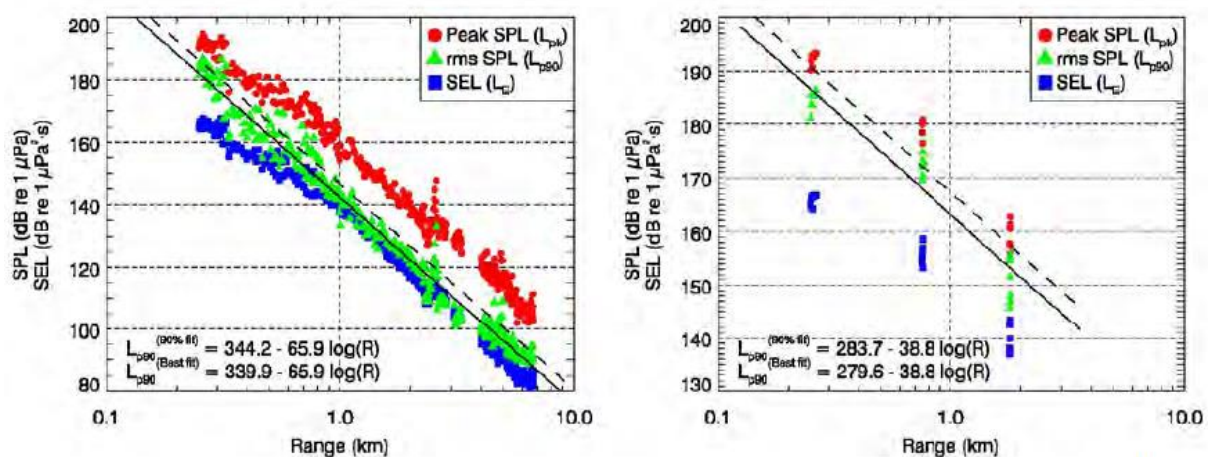 200
180
160
140
120
100
80
SPL (dB re 1 μPa)
SEL (dB re 1 μPa²·s)
Peak SPL (Lpk)
rms SPL (Lp90)
SEL (LE)
Lp90(90% fit) = 344.2 - 65.9 log(R)
Lp90(Best fit) = 339.9 - 65.9 log(R)
0.1 1.0 10.0
Range (km)
200
190
180
170
160
150
140
130
SPL (dB re 1 μPa)
SEL (dB re 1 μPa²·s)
Peak SPL (Lpk)
rms SPL (Lp90)
SEL (LE)
Lp90(90% fit) = 283.7 - 38.8 log(R)
Lp90(Best fit) = 279.6 - 38.8 log(R)
0.1 1.0 10.0
Range (km)